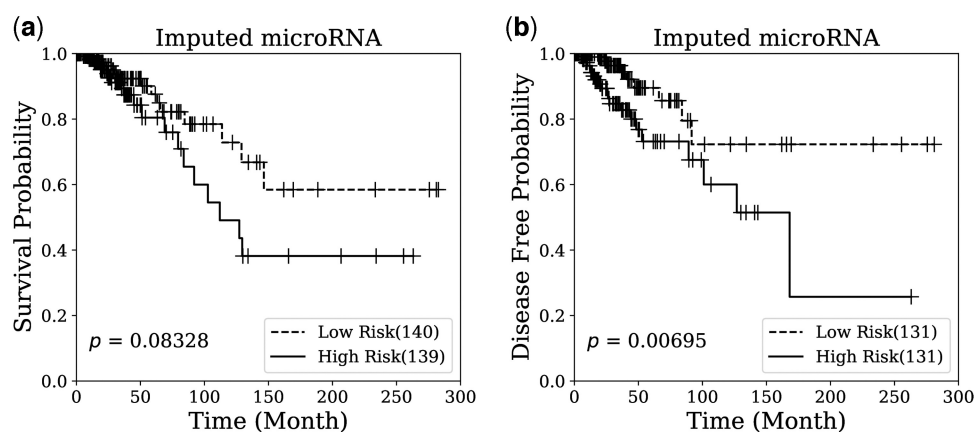 (a)
Imputed microRNA
Survival Probability
1.0
0.8
0.6
0.4
0.2
0.0
p = 0.08328
Low Risk(140)
High Risk(139)
0 50 100 150 200 250 300
Time (Month)
(b)
Imputed microRNA
Disease Free Probability
1.0
0.8
0.6
0.4
0.2
0.0
p = 0.00695
Low Risk(131)
High Risk(131)
0 50 100 150 200 250 300
Time (Month)